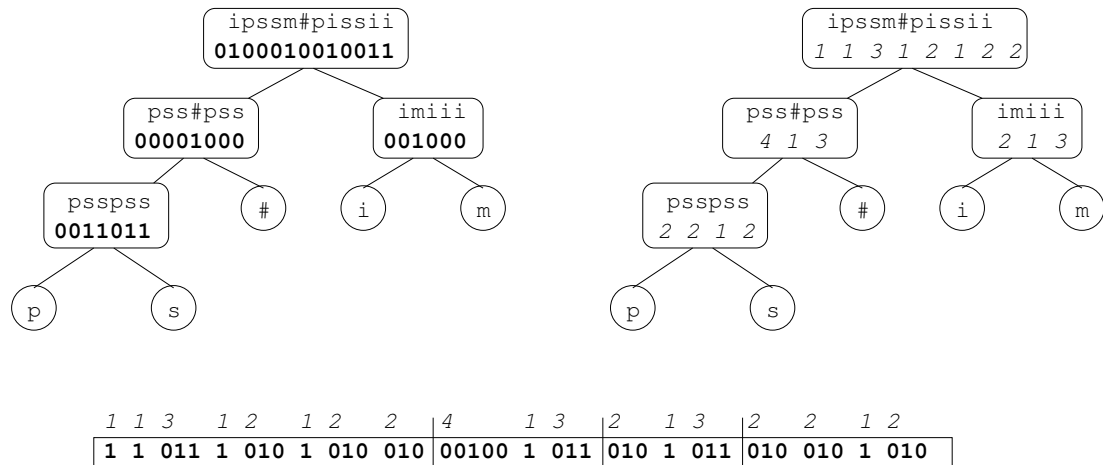 ipssm#pissii ipssm#pissii
0100010010011 1 1 3 1 2 1 2 2
pss#pss imiii pss#pss imiii
00001000 001000 4 1 3 2 1 3
psspss # i m psspss # i m
0011011 2 2 1 2
p s p s
1 1 3 1 2 1 2 2 4 1 3 2 1 3 2 2 1 2
1 1 011 1 010 1 010 010 00100 1 011 010 1 011 010 010 1 010